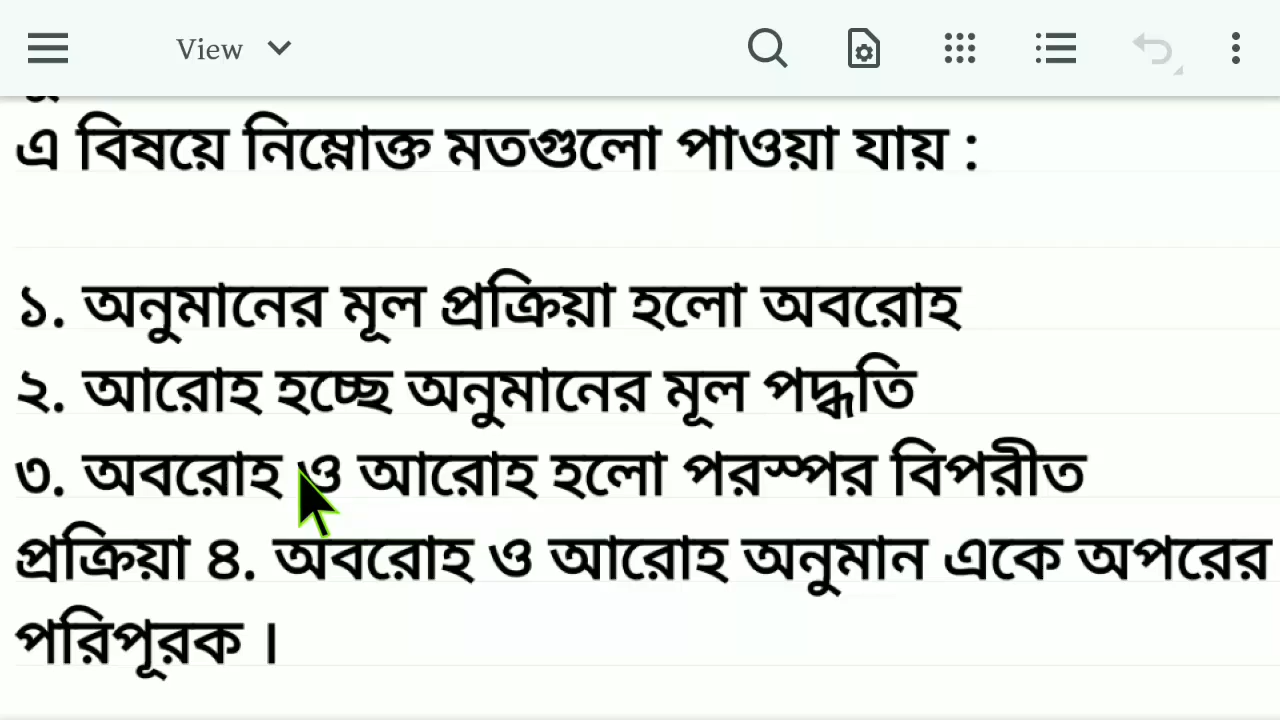 View
এ বিষয়ে নিম্নোক্ত মতগুলো পাওয়া যায় :
১. অনুমানের মূল প্রক্রিয়া হলো অবরোহ
২. আরোহ হচ্ছে অনুমানের মূল পদ্ধতি
৩. অবরোহ ও আরোহ হলো পরস্পর বিপরীত
প্রক্রিয়া ৪. অবরোহ ও আরোহ অনুমান একে অপরের
পরিপূরক ।